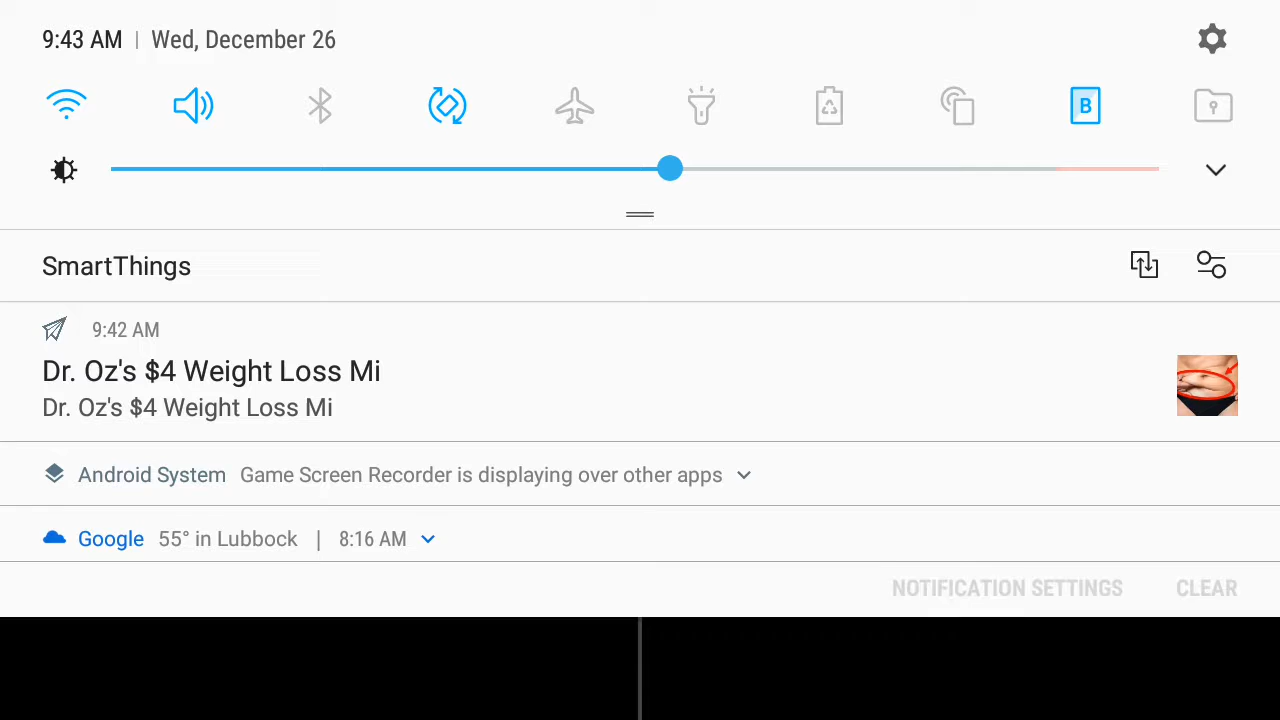 9:43 AM | Wed, December 26
B
SmartThings
9:42 AM
Dr. Oz's $4 Weight Loss Mi
Dr. Oz's $4 Weight Loss Mi
Android System Game Screen Recorder is displaying over other apps
Google 55° in Lubbock | 8:16 AM
NOTIFICATION SETTINGS CLEAR